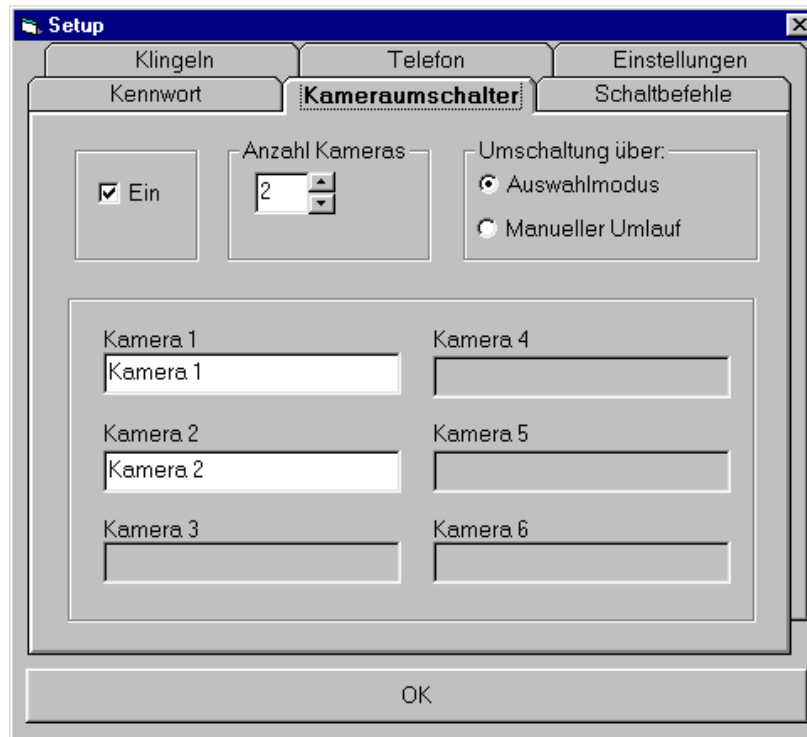 Setup
Klingeln Telefon Einstellungen
Kennwort Kameraumschalter Schaltbefehle
Ein
Anzahl Kameras
2
Umschaltung über:
Auswahlmodus
Manueller Umlauf
Kamera 1
Kamera 1
Kamera 2
Kamera 2
Kamera 3
Kamera 4
Kamera 5
Kamera 6
OK